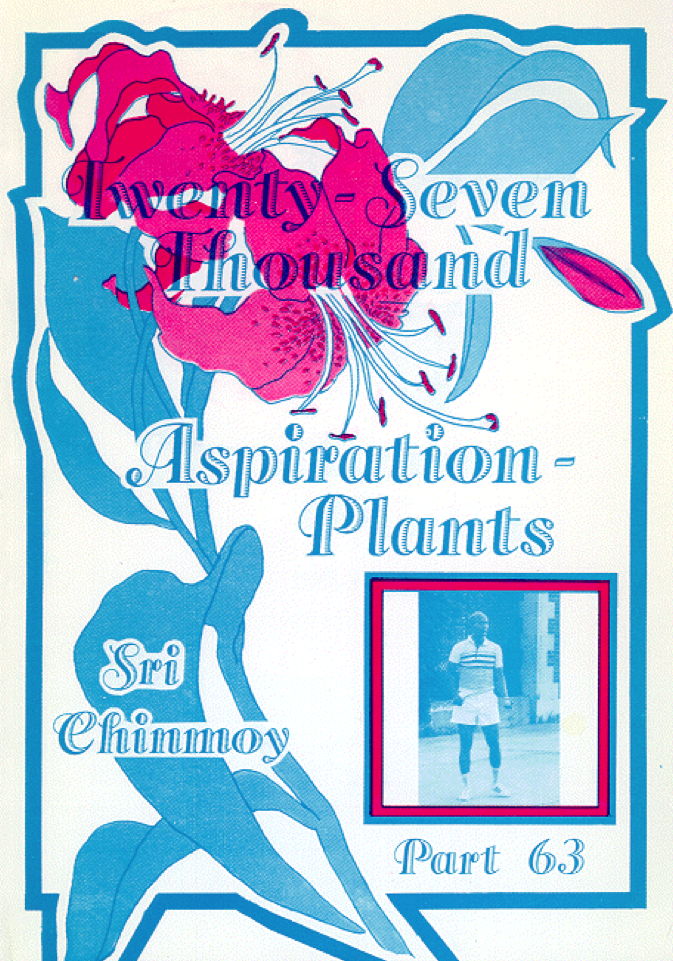 Twenty-Seven
Thousand
Aspiration-
Plants
Sri
Chinmoy
Part 63